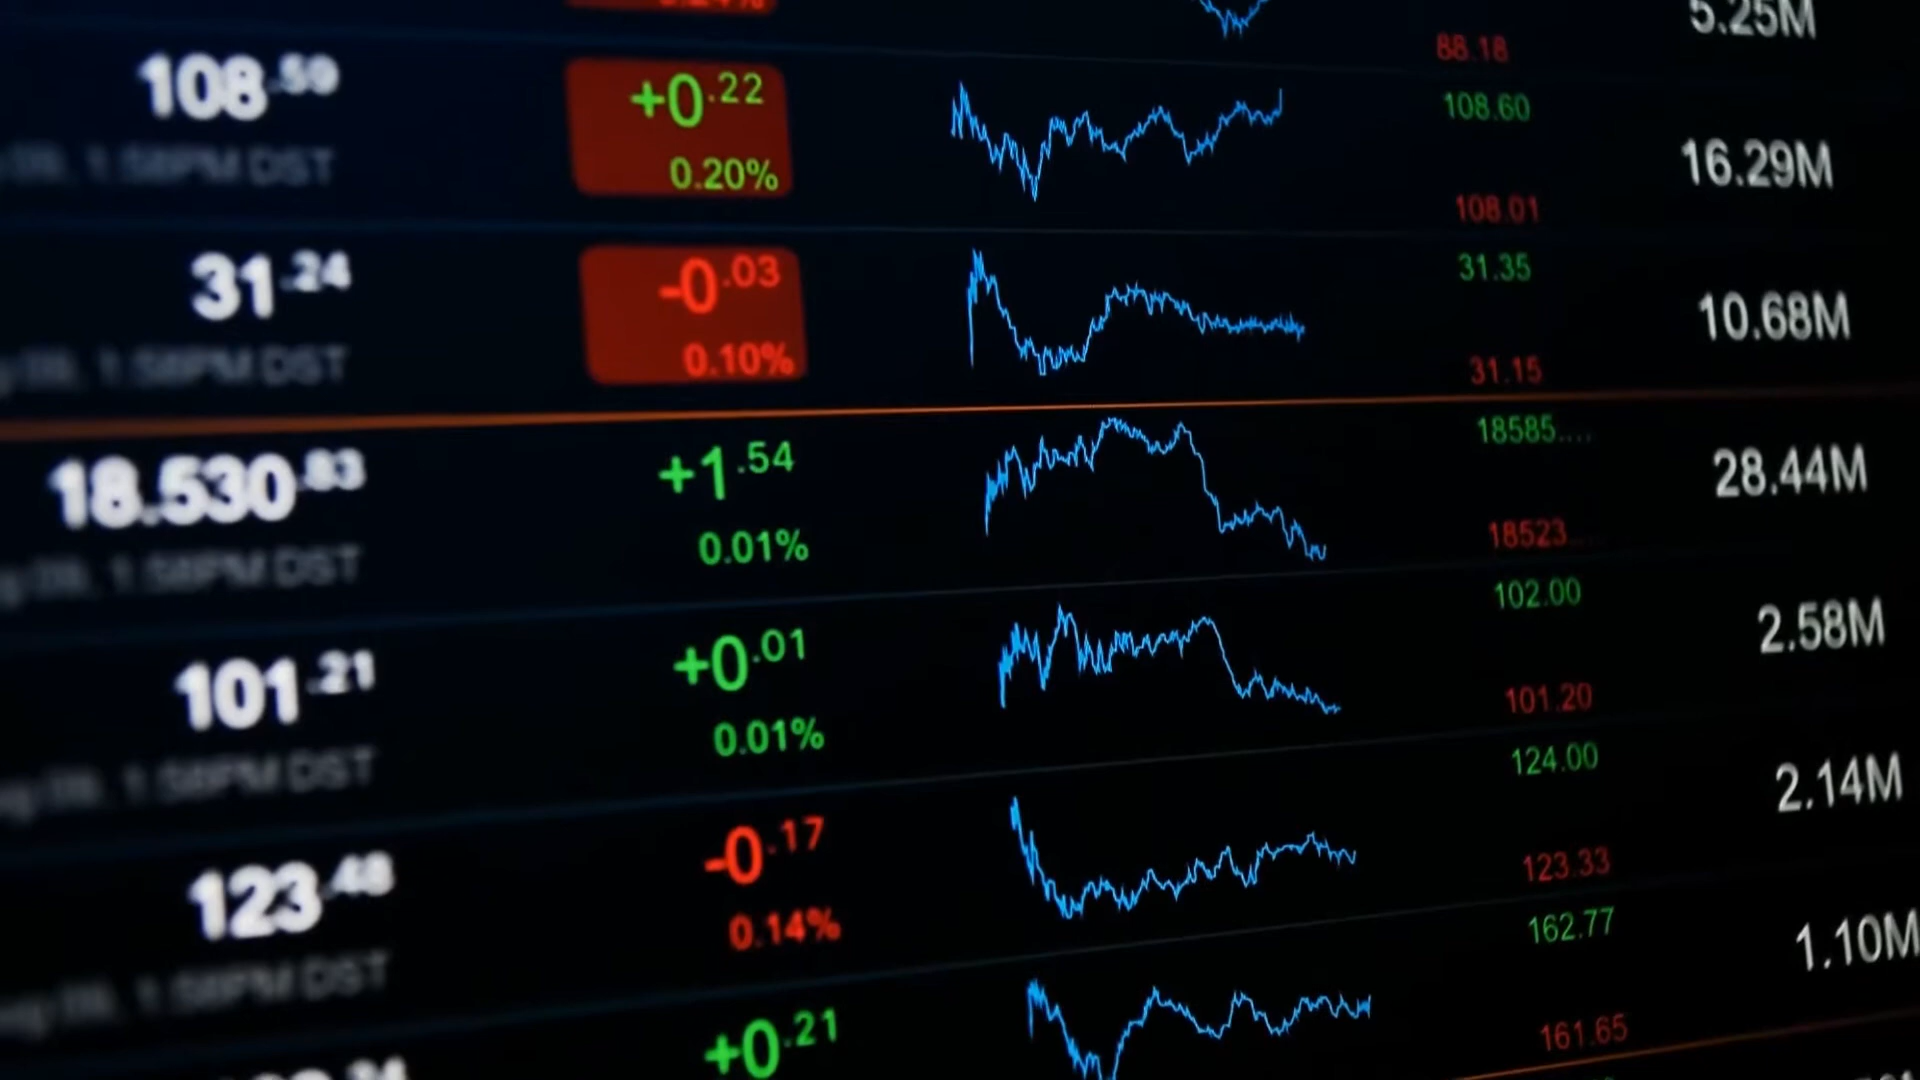 0.24%
5.25M
88.18
108.59
+0.22
0.20%
108.60
108.01
16.29M
1:58PM DST
31.24
-0.03
0.10%
31.35
31.15
10.68M
1:58PM DST
18.530.83
+1.54
0.01%
18585....
18523...
28.44M
1:58PM DST
101.21
+0.01
0.01%
102.00
101.20
2.58M
1:58PM DST
123.48
-0.17
0.14%
124.00
123.33
2.14M
1:58PM DST
+0.21
162.77
161.65
1.10M